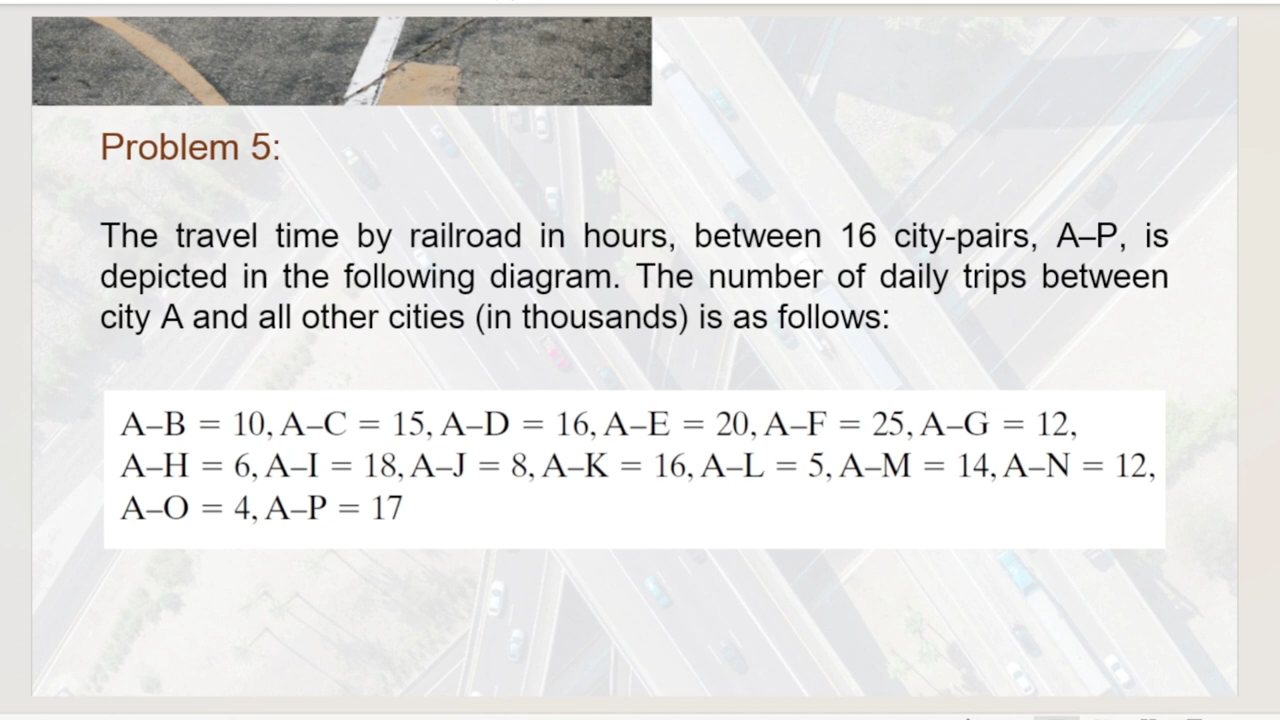 Problem 5:
The travel time by railroad in hours, between 16 city-pairs, A–P, is
depicted in the following diagram. The number of daily trips between
city A and all other cities (in thousands) is as follows:
A–B = 10, A–C = 15, A–D = 16, A–E = 20, A–F = 25, A–G = 12,
A–H = 6, A–I = 18, A–J = 8, A–K = 16, A–L = 5, A–M = 14, A–N = 12,
A–O = 4, A–P = 17